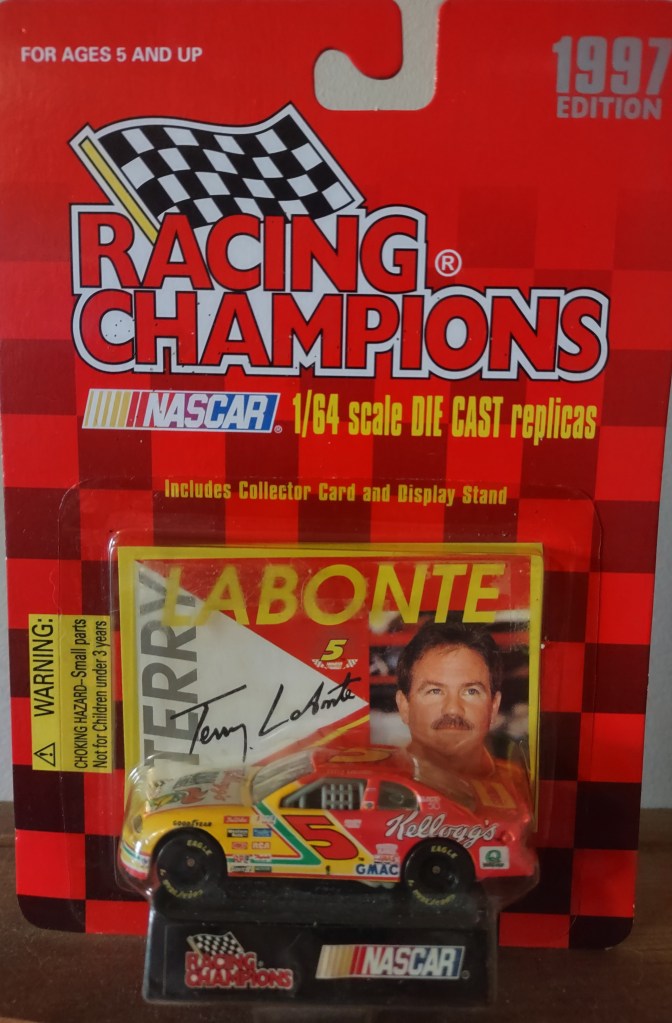 FOR AGES 5 AND UP
1997
EDITION
RACING
CHAMPIONS
®
NASCAR®
1/64 scale DIE CAST replicas
Includes Collector Card and Display Stand
WARNING:
CHOKING HAZARD-Small parts
Not for Children under 3 years
TERRY
LABONTE
5
Terry Labonte
GOODYEAR
5
Kellogg's
GMAC
RCA
EAGLE
EAGLE
RACING
CHAMPIONS
NASCAR®